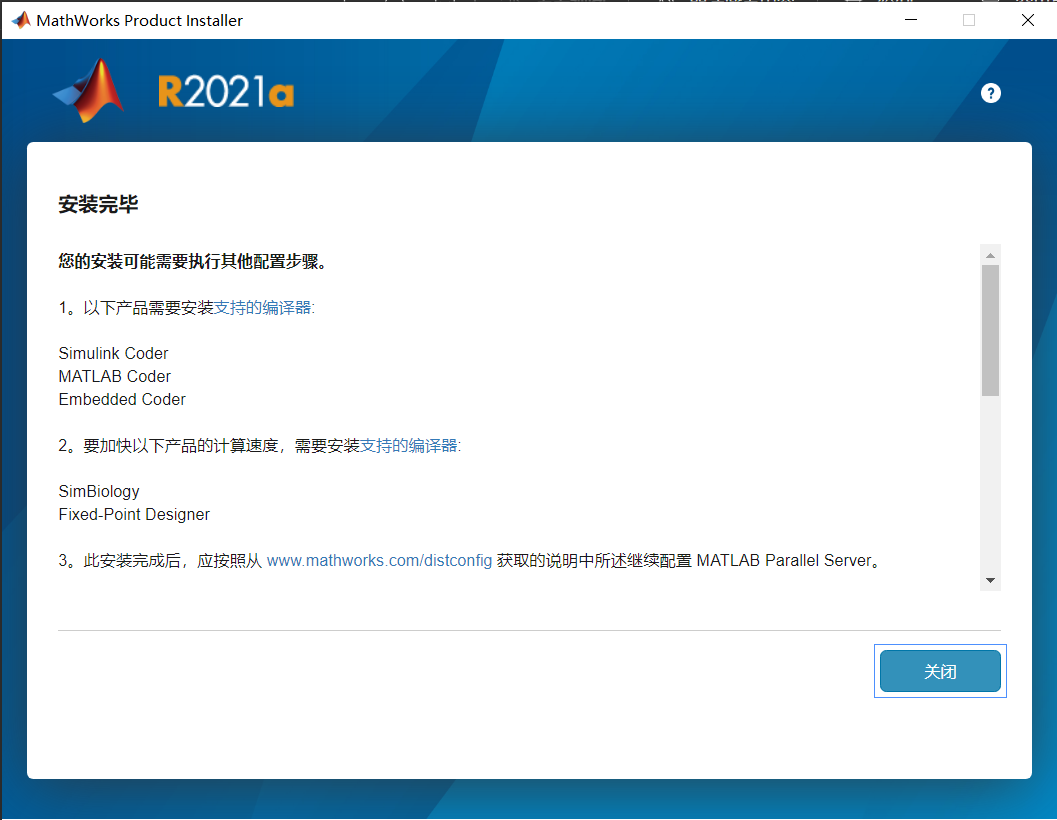 MathWorks Product Installer
R2021a
?
安装完毕
您的安装可能需要执行其他配置步骤。
1。以下产品需要安装支持的编译器:
Simulink Coder
MATLAB Coder
Embedded Coder
2。要加快以下产品的计算速度，需要安装支持的编译器:
SimBiology
Fixed-Point Designer
3。此安装完成后，应按照从 www.mathworks.com/distconfig 获取的说明中所述继续配置 MATLAB Parallel Server。
关闭